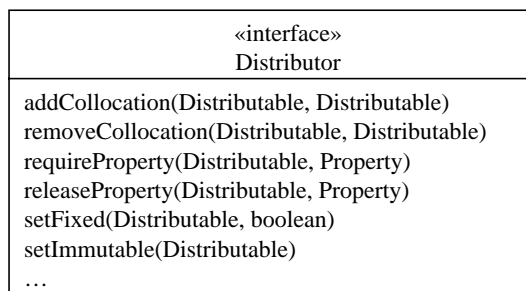 «interface»
Distributor
addCollocation(Distributable, Distributable)
removeCollocation(Distributable, Distributable)
requireProperty(Distributable, Property)
releaseProperty(Distributable, Property)
setFixed(Distributable, boolean)
setImmutable(Distributable)
…